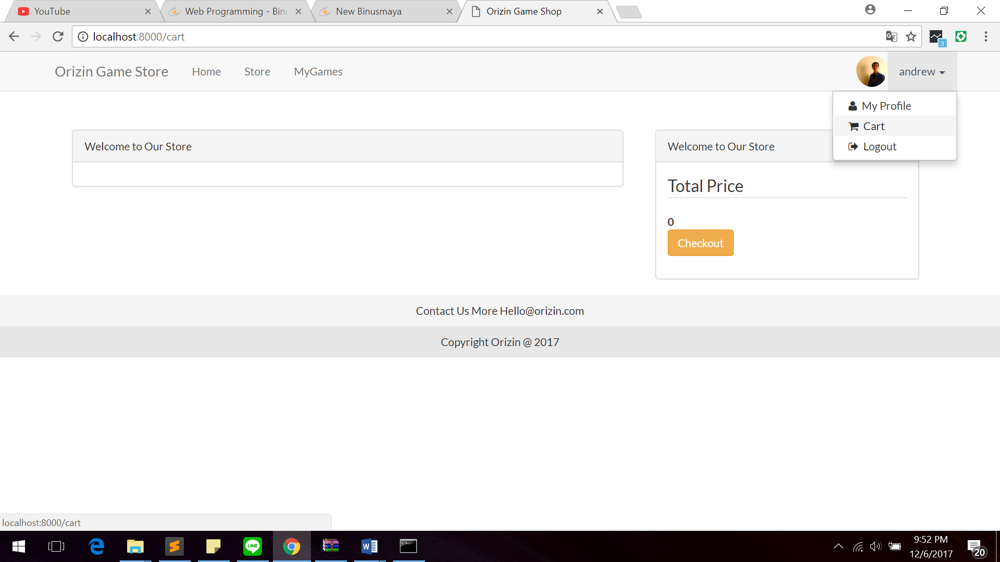 YouTube
Web Programming - Binu
New Binusmaya
Orizin Game Shop
localhost:8000/cart
3
Orizin Game Store
Home
Store
MyGames
andrew
My Profile
Cart
Logout
Welcome to Our Store
Welcome to Our Store
Total Price
0
Checkout
Contact Us More Hello@orizin.com
Copyright Orizin @ 2017
localhost:8000/cart
LINE
9:52 PM
12/6/2017
20